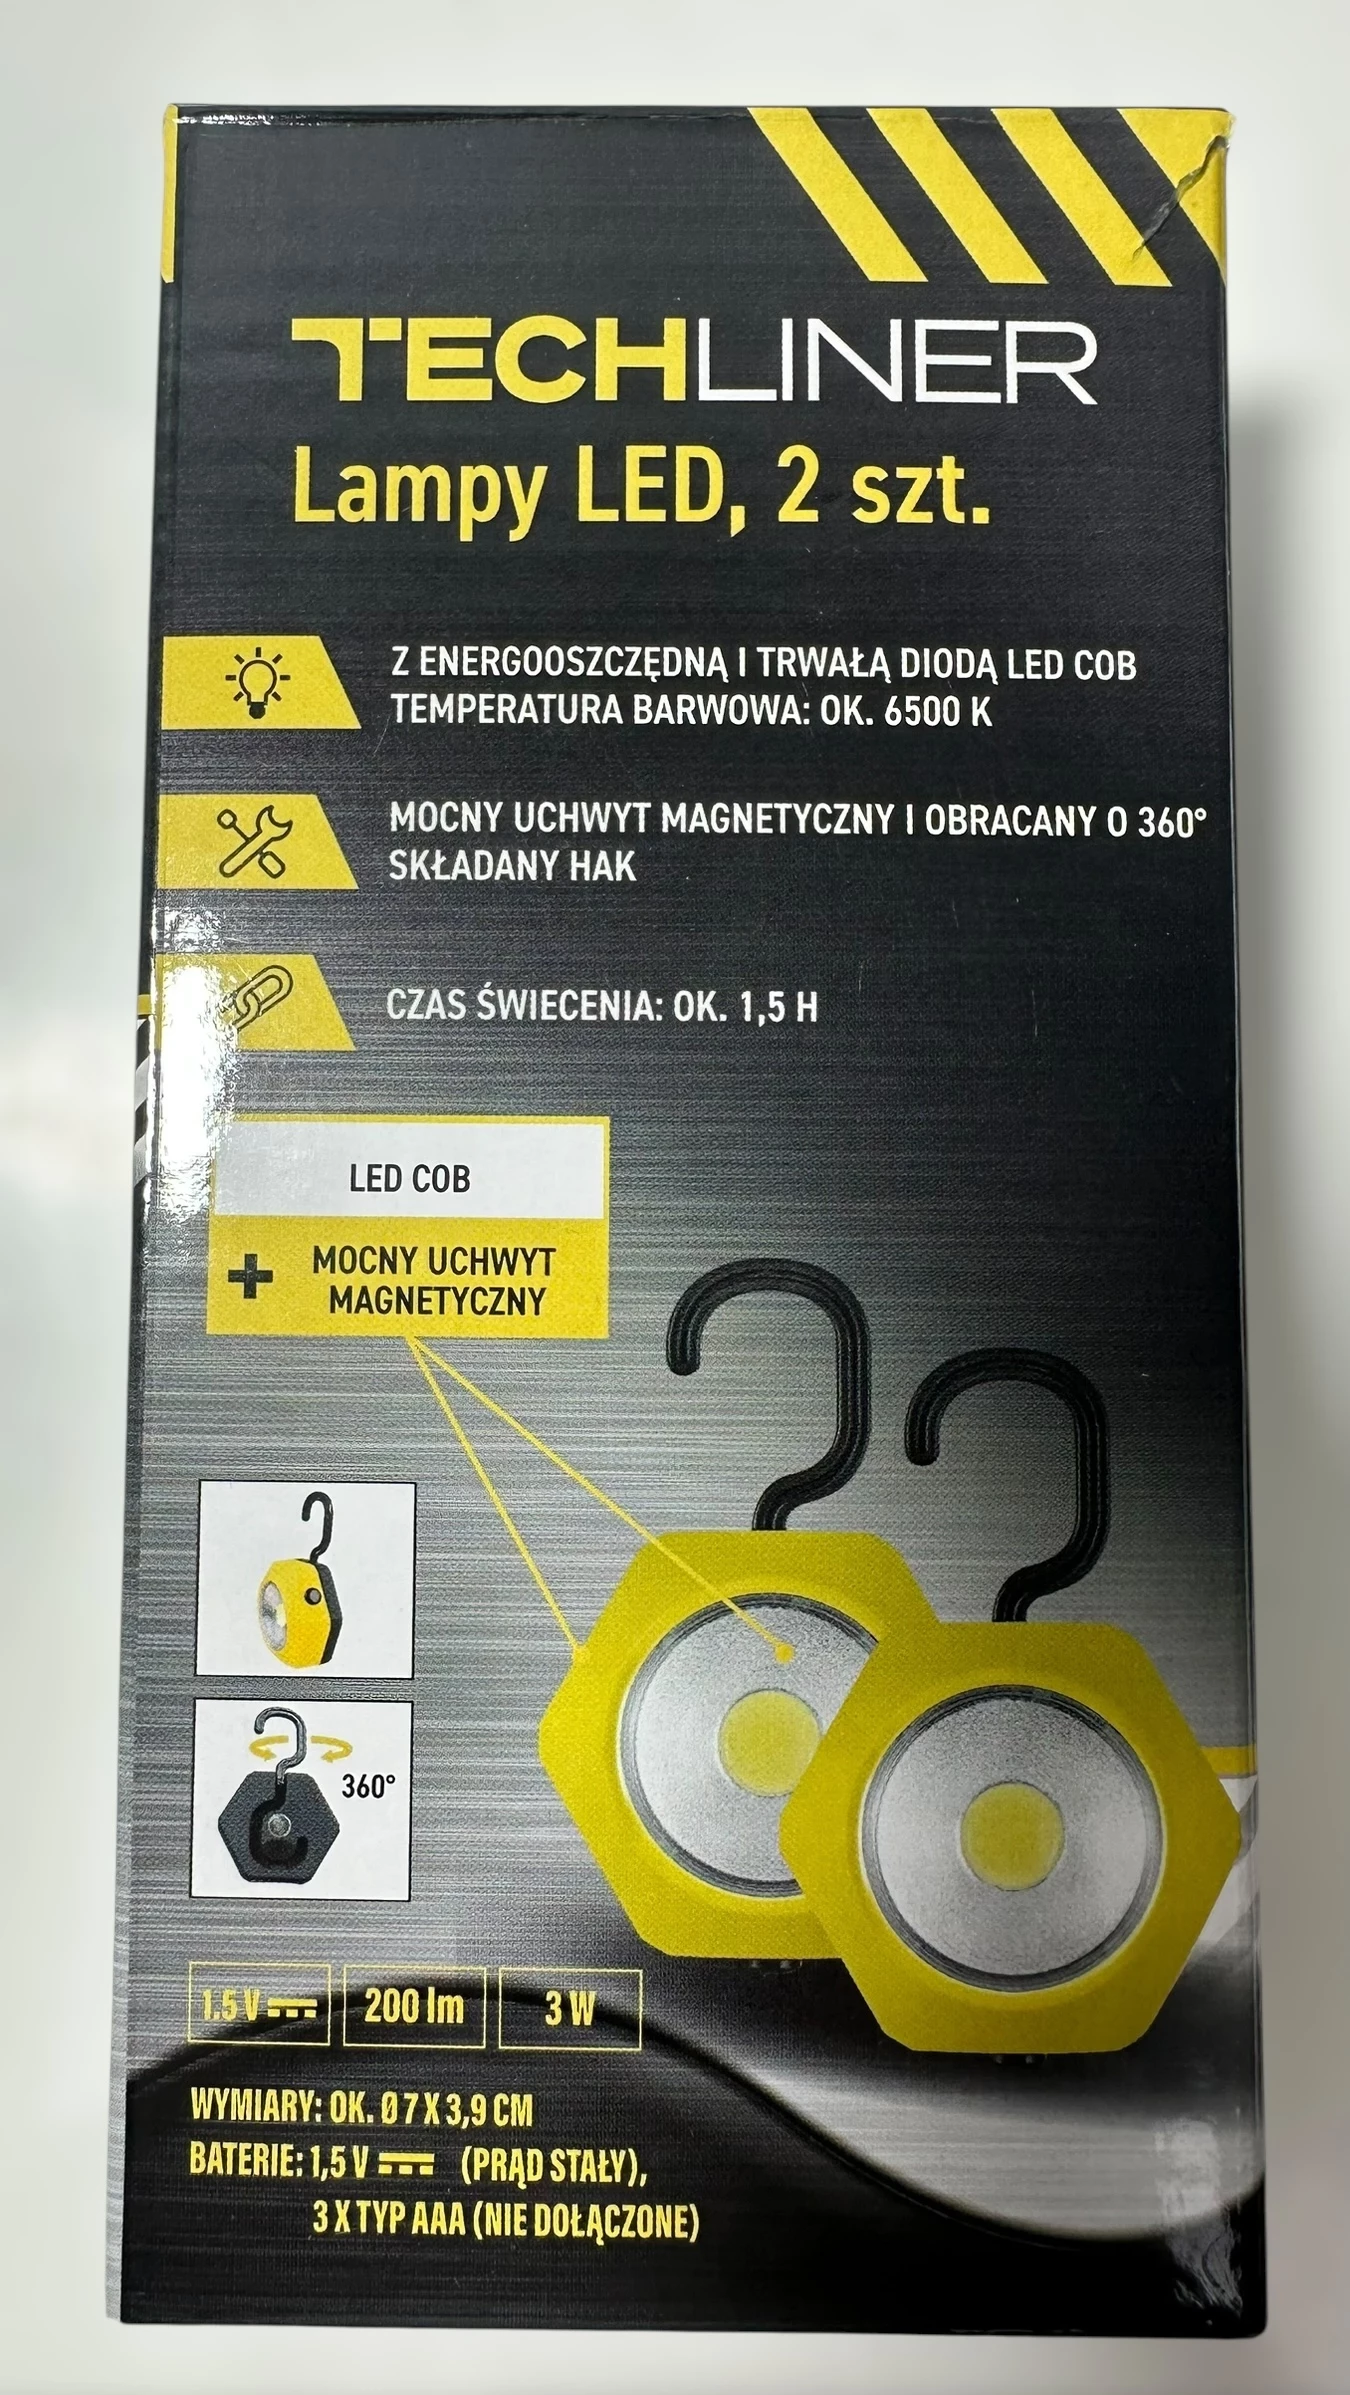 TECHLINER
Lampy LED, 2 szt.
Z ENERGOOSZCZĘDNĄ I TRWAŁĄ DIODĄ LED COB
TEMPERATURA BARWOWA: OK. 6500 K
MOCNY UCHWYT MAGNETYCZNY I OBRACANY O 360°
SKŁADANY HAK
CZAS ŚWIECENIA: OK. 1,5 H
LED COB
+ MOCNY UCHWYT
MAGNETYCZNY
360°
1.5 V ⎓ 200 lm 3 W
WYMIARY: OK. Ø 7 X 3,9 CM
BATERIE: 1,5 V ⎓ (PRĄD STAŁY),
3 X TYP AAA (NIE DOŁĄCZONE)